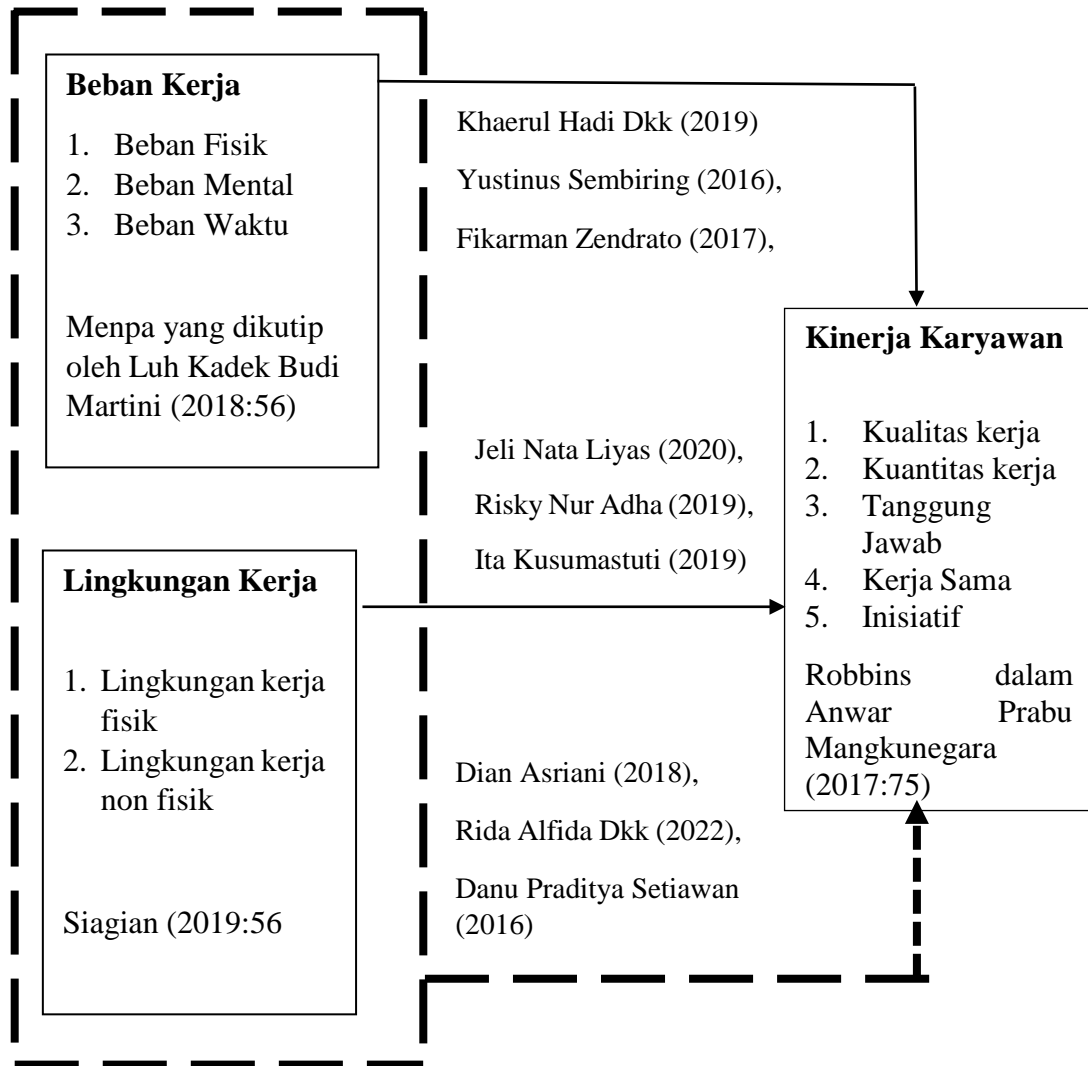 Beban Kerja
1. Beban Fisik
2. Beban Mental
3. Beban Waktu
Menpa yang dikutip
oleh Luh Kadek Budi
Martini (2018:56)
Khaerul Hadi Dkk (2019)
Yustinus Sembiring (2016),
Fikarman Zendrato (2017),
Jeli Nata Liyas (2020),
Risky Nur Adha (2019),
Ita Kusumastuti (2019)
Lingkungan Kerja
1. Lingkungan kerja
fisik
2. Lingkungan kerja
non fisik
Siagian (2019:56
Dian Asriani (2018),
Rida Alfida Dkk (2022),
Danu Praditya Setiawan
(2016)
Kinerja Karyawan
1. Kualitas kerja
2. Kuantitas kerja
3. Tanggung
Jawab
4. Kerja Sama
5. Inisiatif
Robbins dalam
Anwar Prabu
Mangkunegara
(2017:75)